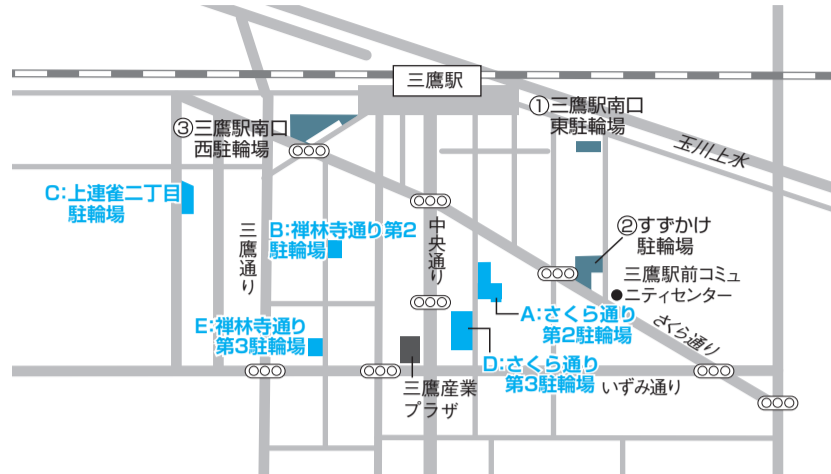 三鷹駅
①三鷹駅南口
東駐輪場
③三鷹駅南口
西駐輪場
玉川上水
C:上連雀二丁目
駐輪場
三鷹通り
B:禅林寺通り第2
駐輪場
中央通り
②すずかけ
駐輪場
三鷹駅前コミュ
ニティセンター
A:さくら通り
第2駐輪場
さくら通り
E:禅林寺通り
第3駐輪場
D:さくら通り
第3駐輪場
いずみ通り
三鷹産業
プラザ